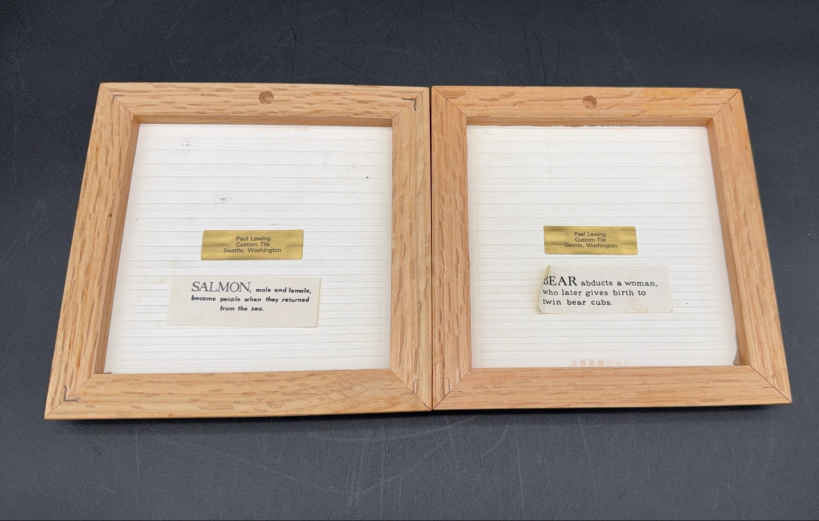 Paul Lewing
Custom Tile
Seattle, Washington
SALMON, male and female,
become people when they returned
from the sea.
Paul Lewing
Custom Tile
Seattle, Washington
BEAR abducts a woman,
who later gives birth to
twin bear cubs.